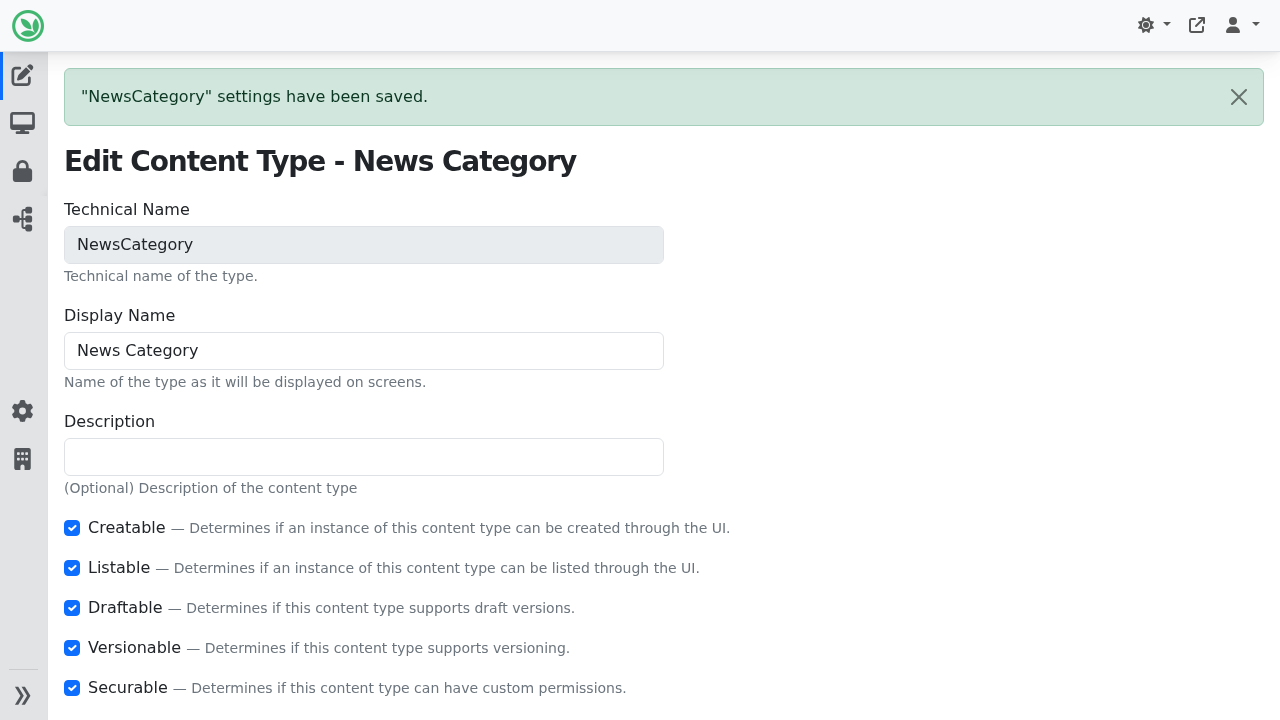 "NewsCategory" settings have been saved.
Edit Content Type - News Category
Technical Name
NewsCategory
Technical name of the type.
Display Name
News Category
Name of the type as it will be displayed on screens.
Description
(Optional) Description of the content type
Creatable — Determines if an instance of this content type can be created through the UI.
Listable — Determines if an instance of this content type can be listed through the UI.
Draftable — Determines if this content type supports draft versions.
Versionable — Determines if this content type supports versioning.
Securable — Determines if this content type can have custom permissions.